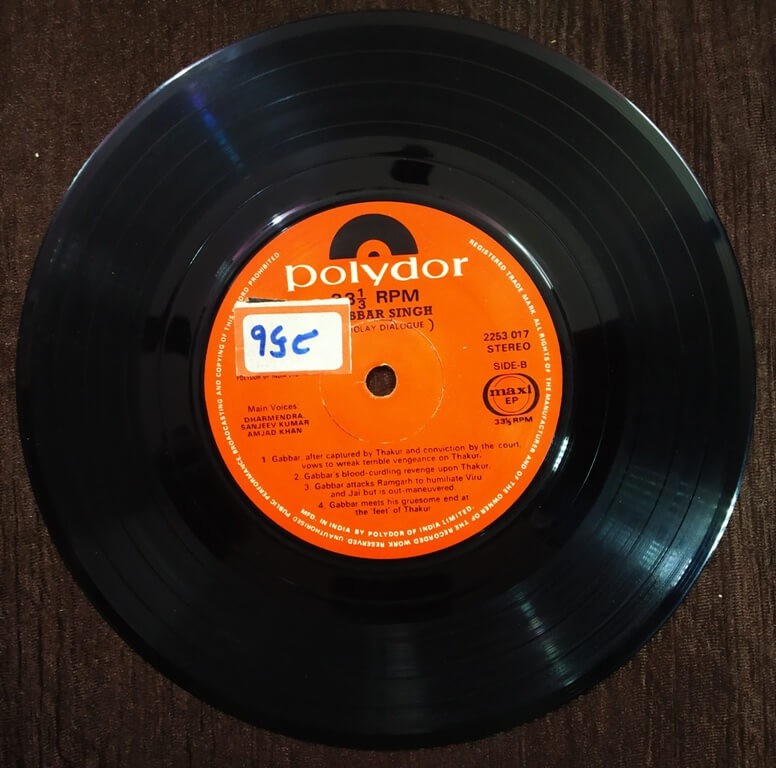 polydor
33⅓ RPM
BBAR SINGH
OLAY DIALOGUE )
2253 017
STEREO
SIDE-B
maxi
EP
33⅓ RPM
Main Voices:
DHARMENDRA,
SANJEEV KUMAR
AMJAD KHAN
1 Gabbar, after captured by Thakur and conviction by the court,
vows to wreak terrible vengeance on Thakur.
2. Gabbar's blood-curdling revenge upon Thakur.
3. Gabbar attacks Ramgarh to humiliate Viru
and Jai but is out-maneuvered.
4. Gabbar meets his gruesome end at
the 'feet' of Thakur
MFD. IN INDIA BY POLYDOR OF INDIA LIMITED.
REGISTERED TRADE MARK. ALL RIGHTS OF THE MANUFACTURER AND OF THE OWNER OF THE RECORDED WORK RESERVED. UNAUTHORISED PUBLIC PERFORMANCE BROADCASTING AND COPYING OF THIS RECORD PROHIBITED